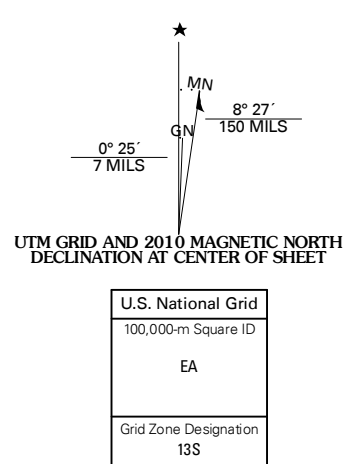 ★
MN
8° 27´
150 MILS
GN
0° 25´
7 MILS
UTM GRID AND 2010 MAGNETIC NORTH
DECLINATION AT CENTER OF SHEET
U.S. National Grid
100,000-m Square ID
EA
Grid Zone Designation
13S